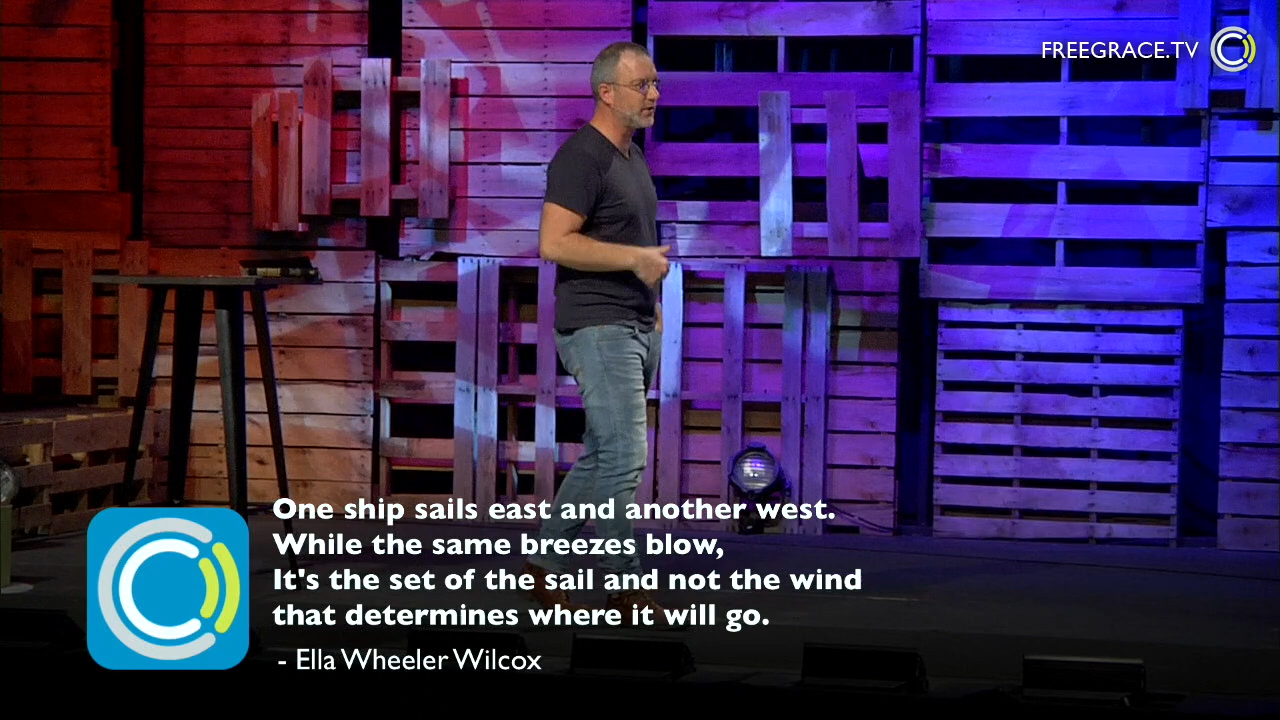 FREEGRACE.TV
One ship sails east and another west.
While the same breezes blow,
It's the set of the sail and not the wind
that determines where it will go.
- Ella Wheeler Wilcox